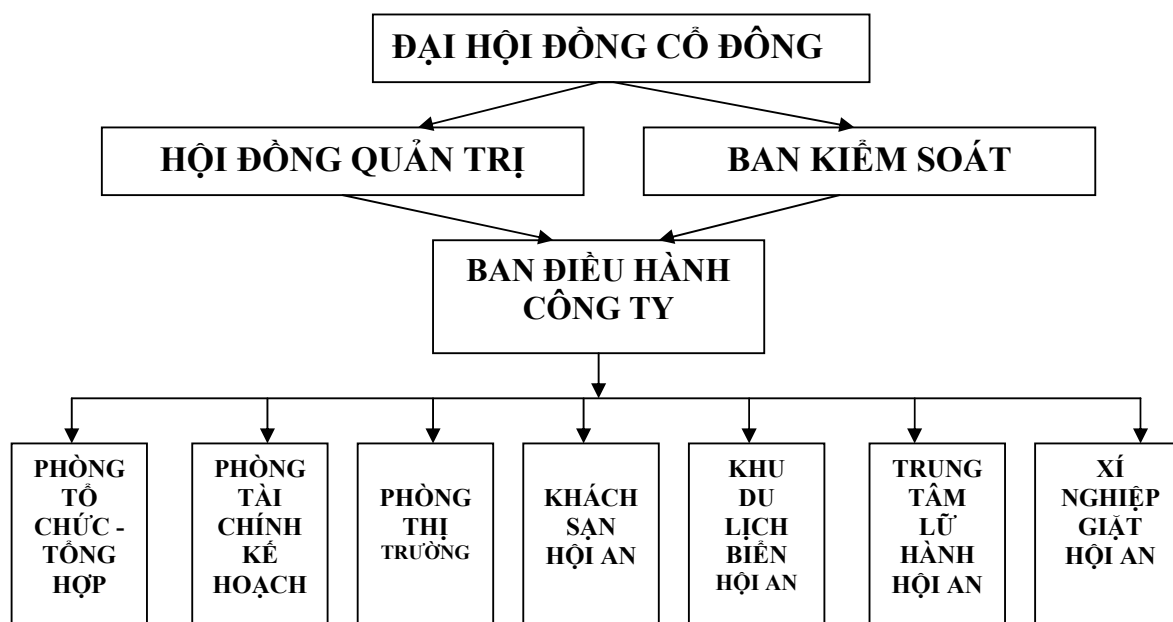 ĐẠI HỘI ĐỒNG CỔ ĐÔNG
HỘI ĐỒNG QUẢN TRỊ
BAN KIỂM SOÁT
BAN ĐIỀU HÀNH
CÔNG TY
PHÒNG
TỔ
CHỨC -
TỔNG
HỢP
PHÒNG
TÀI
CHÍNH
KẾ
HOẠCH
PHÒNG
THỊ
TRƯỜNG
KHÁCH
SẠN
HỘI AN
KHU
DU
LỊCH
BIỂN
HỘI AN
TRUNG
TÂM
LỮ
HÀNH
HỘI AN
XÍ
NGHIỆP
GIẶT
HỘI AN